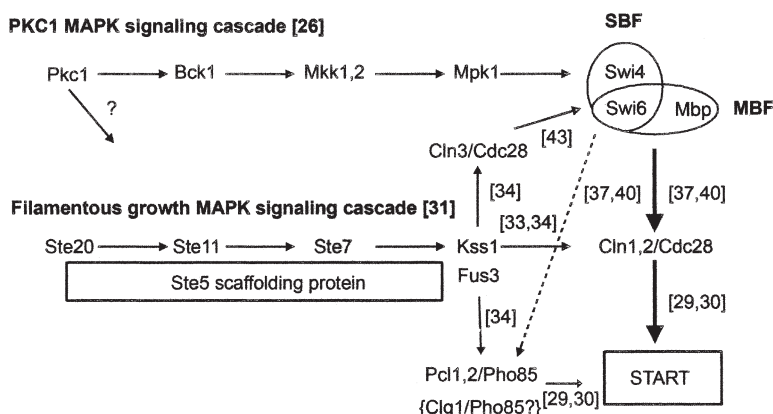 SBF
PKC1 MAPK signaling cascade [26]
Pkc1 Bck1 Mkk1,2 Mpk1 Swi4
?
Swi6 Mbp MBF
[43]
Cln3/Cdc28
[34] [37,40] [37,40]
Filamentous growth MAPK signaling cascade [31] [33,34]
Ste20 Ste11 Ste7 Kss1 Cln1,2/Cdc28
Ste5 scaffolding protein Fus3
[34] [29,30]
Pcl1,2/Pho85 START
{Clg1/Pho85?} [29,30]